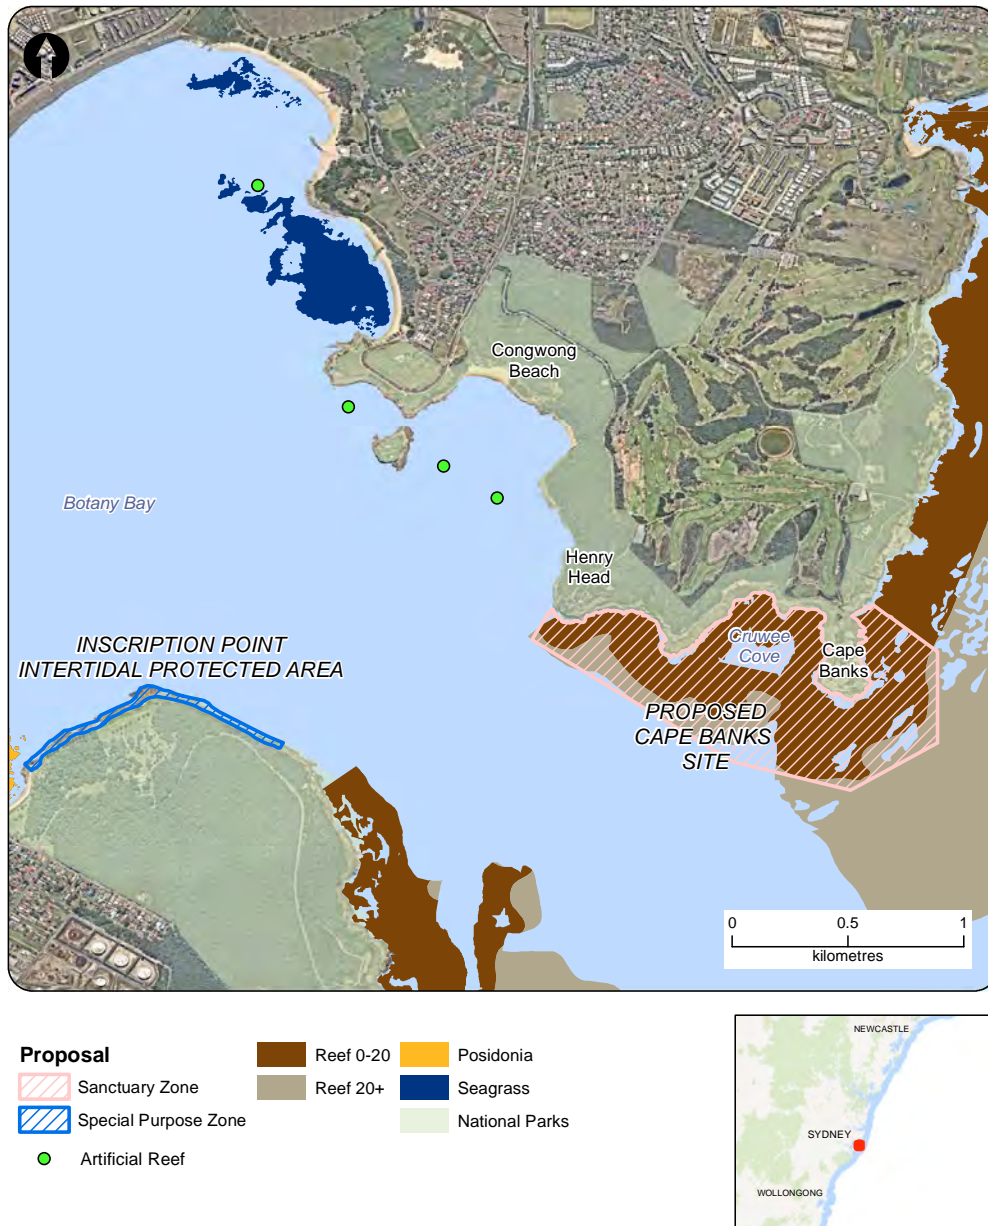 Congwong
Beach
Botany Bay
Henry
Head
INSCRIPTION POINT
INTERTIDAL PROTECTED AREA
Cruwee
Cove
Cape
Banks
PROPOSED
CAPE BANKS
SITE
0 0.5 1
kilometres
Proposal
Sanctuary Zone
Special Purpose Zone
Artificial Reef
Reef 0-20
Reef 20+
Posidonia
Seagrass
National Parks
NEWCASTLE
SYDNEY
WOLLONGONG